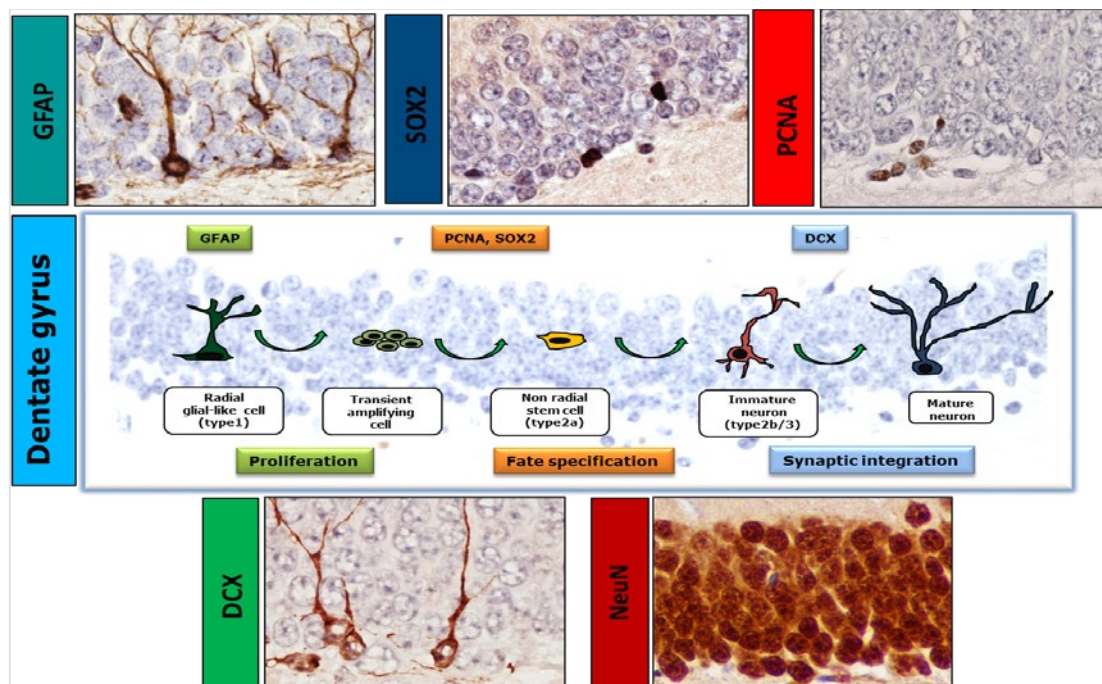 GFAP
SOX2
PCNA
Dentate gyrus
GFAP
PCNA, SOX2
DCX
Radial
glial-like cell
(type1)
Transient
amplifying
cell
Non radial
stem cell
(type2a)
Immature
neuron
(type2b/3)
Mature
neuron
Proliferation
Fate specification
Synaptic integration
DCX
NeuN